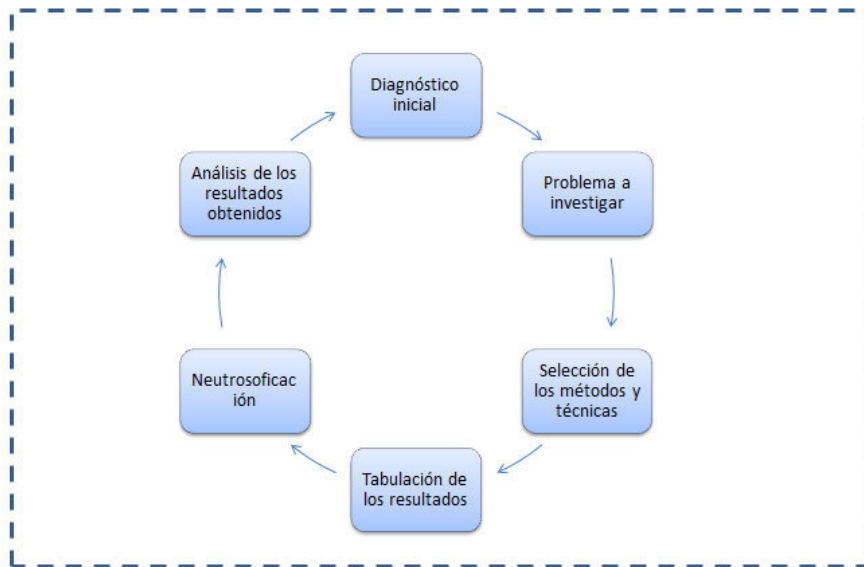 Diagnóstico
inicial
Problema a
investigar
Selección de
los métodos y
técnicas
Tabulación de
los resultados
Neutrosoficac
ión
Análisis de los
resultados
obtenidos